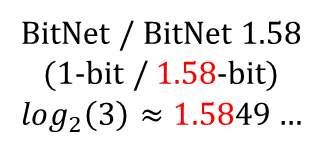 BitNet / BitNet 1.58
(1-bit / 1.58-bit)
log₂(3) ≈ 1.5849 ...